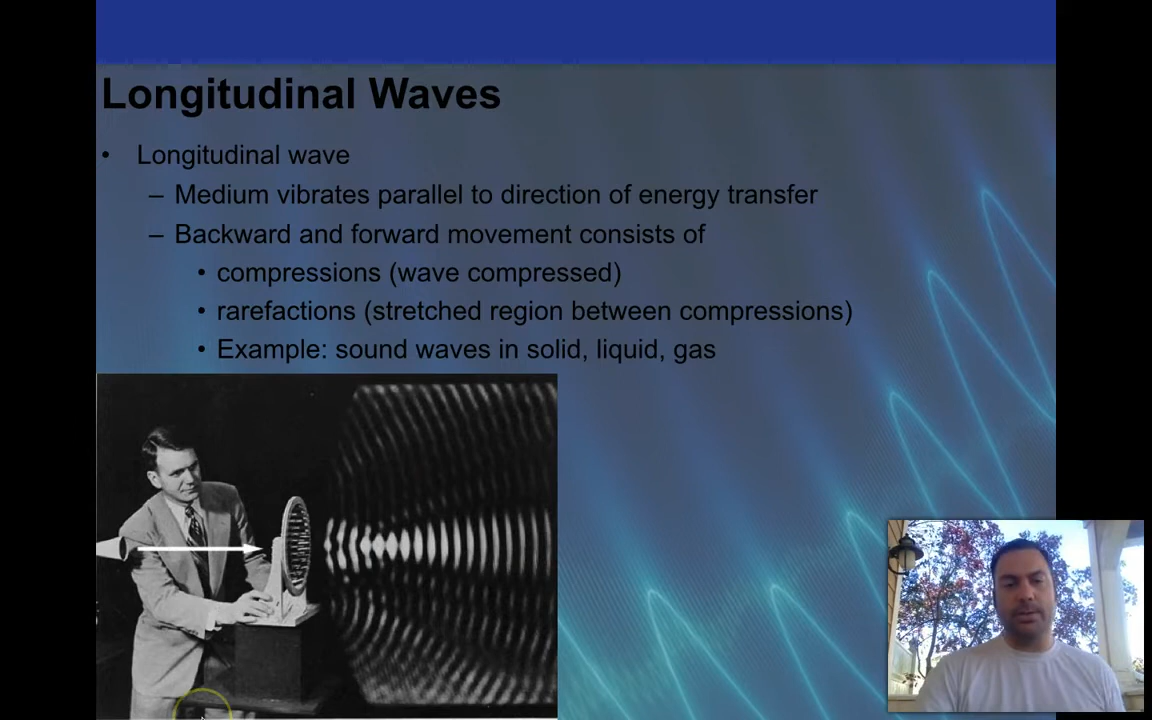 Longitudinal Waves
• Longitudinal wave
– Medium vibrates parallel to direction of energy transfer
– Backward and forward movement consists of
• compressions (wave compressed)
• rarefactions (stretched region between compressions)
• Example: sound waves in solid, liquid, gas